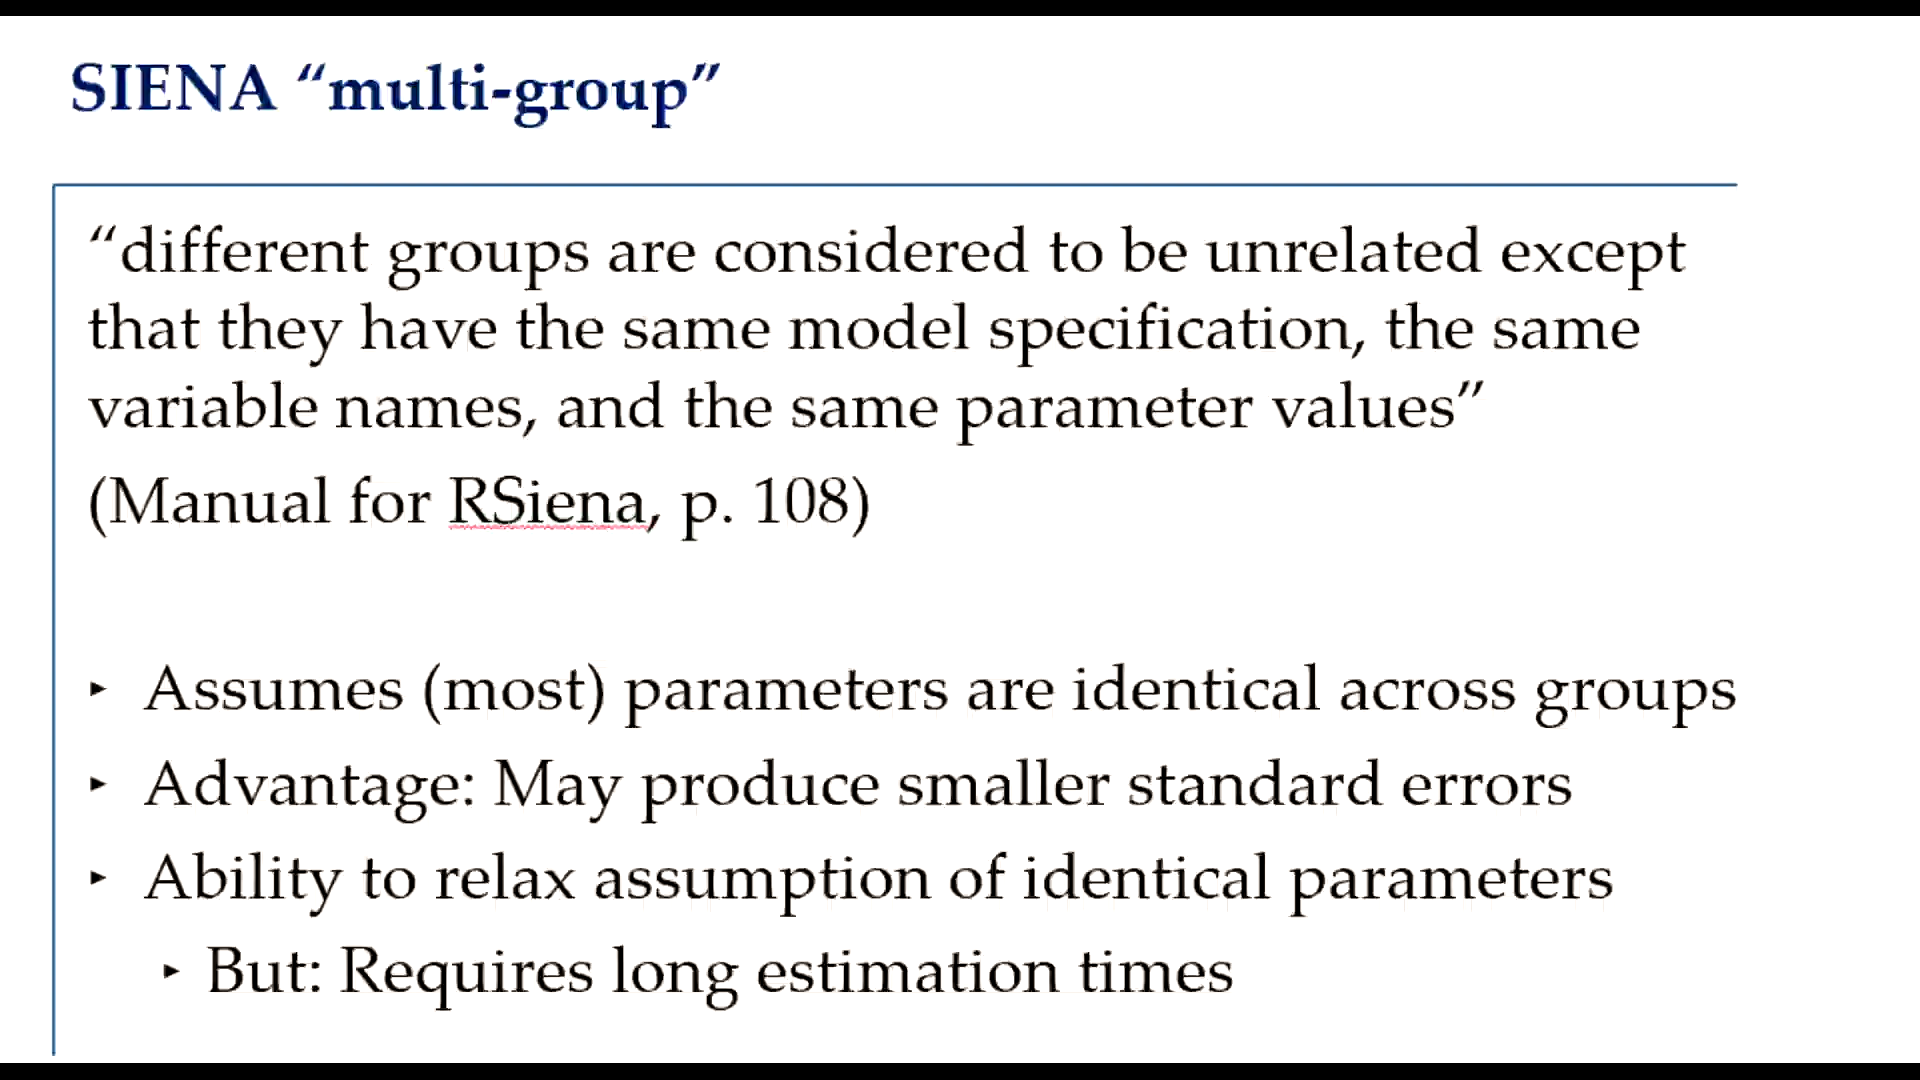 SIENA “multi-group”
“different groups are considered to be unrelated except
that they have the same model specification, the same
variable names, and the same parameter values”
(Manual for RSiena, p. 108)
‣ Assumes (most) parameters are identical across groups
‣ Advantage: May produce smaller standard errors
‣ Ability to relax assumption of identical parameters
‣ But: Requires long estimation times